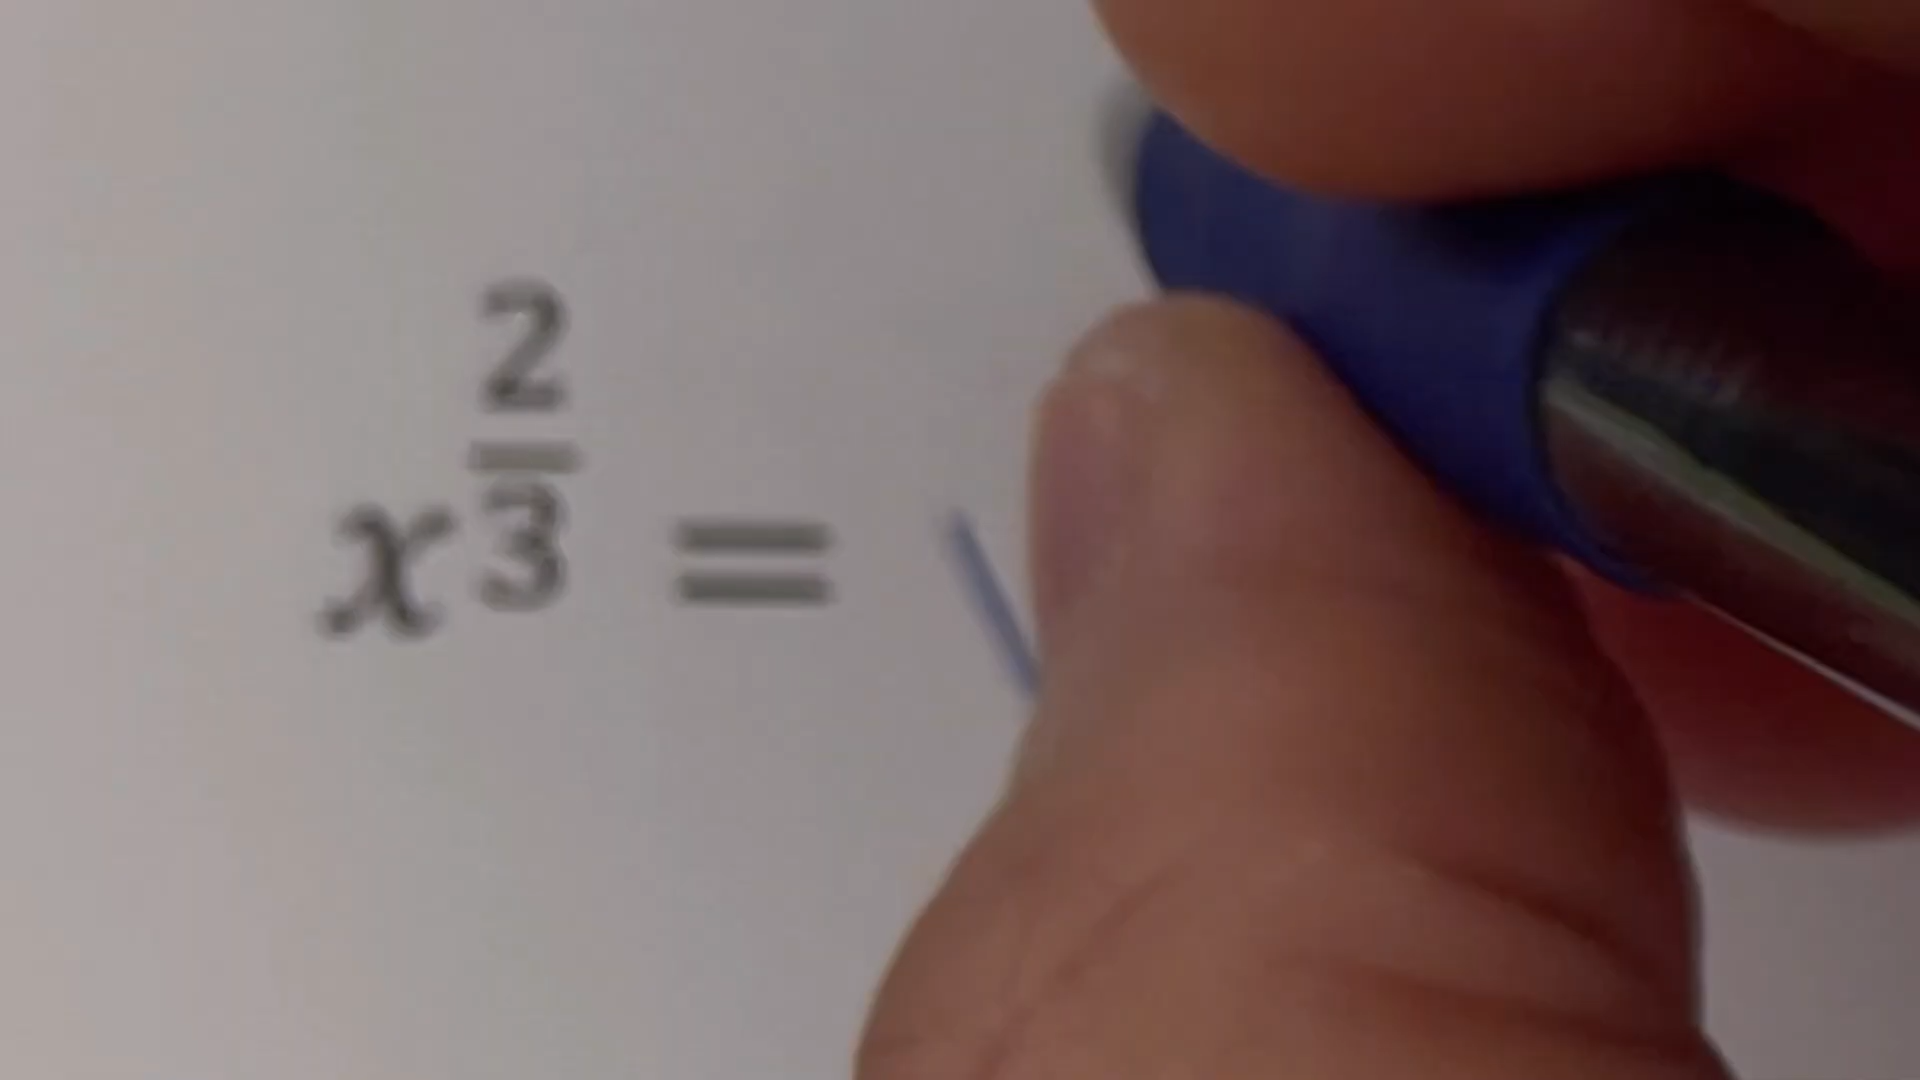 x^{2/3} =